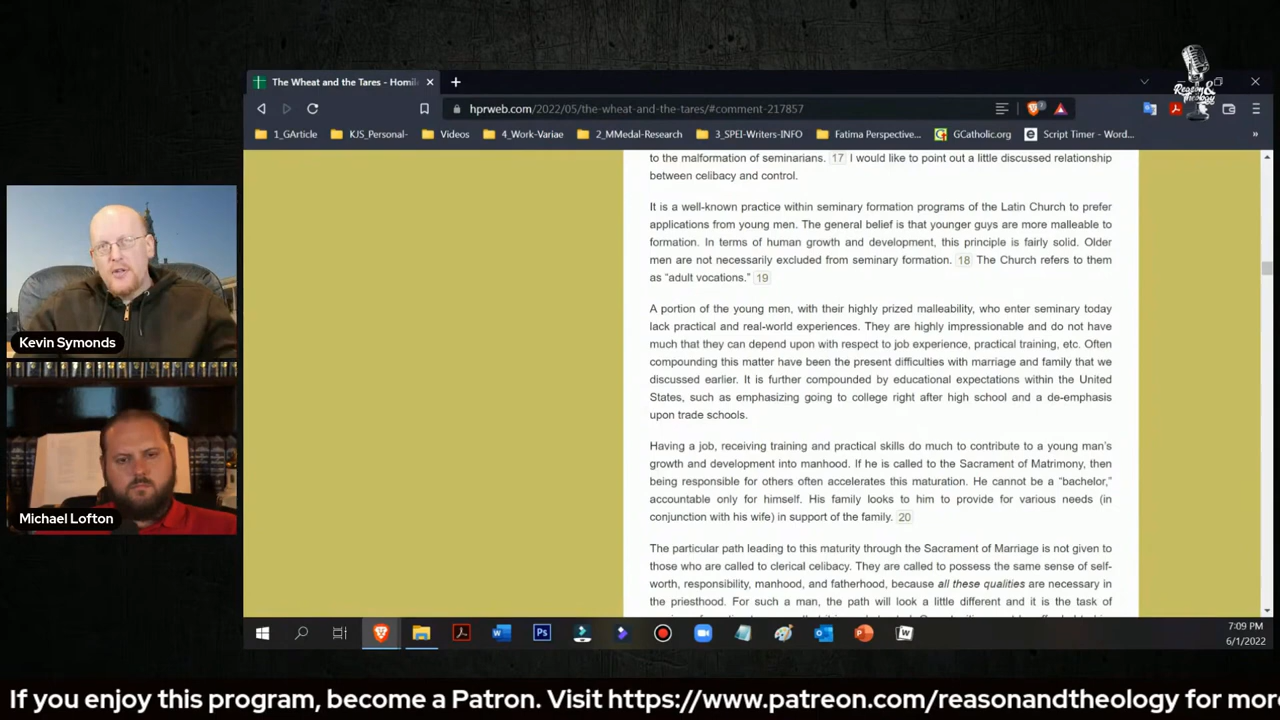 Reason &
Theology
The Wheat and the Tares - Homil
hprweb.com/2022/05/the-wheat-and-the-tares/#comment-217857
1_GArticle
KJS_Personal-
Videos
4_Work-Variae
2_MMedal-Research
3_SPEI-Writers-INFO
Fatima Perspective...
GCatholic.org
Script Timer - Word...
to the malformation of seminarians. 17 I would like to point out a little discussed relationship
between celibacy and control.
It is a well-known practice within seminary formation programs of the Latin Church to prefer
applications from young men. The general belief is that younger guys are more malleable to
formation. In terms of human growth and development, this principle is fairly solid. Older
men are not necessarily excluded from seminary formation. 18 The Church refers to them
as “adult vocations.” 19
A portion of the young men, with their highly prized malleability, who enter seminary today
lack practical and real-world experiences. They are highly impressionable and do not have
much that they can depend upon with respect to job experience, practical training, etc. Often
compounding this matter have been the present difficulties with marriage and family that we
discussed earlier. It is further compounded by educational expectations within the United
States, such as emphasizing going to college right after high school and a de-emphasis
upon trade schools.
Having a job, receiving training and practical skills do much to contribute to a young man’s
growth and development into manhood. If he is called to the Sacrament of Matrimony, then
being responsible for others often accelerates this maturation. He cannot be a “bachelor,”
accountable only for himself. His family looks to him to provide for various needs (in
conjunction with his wife) in support of the family. 20
The particular path leading to this maturity through the Sacrament of Marriage is not given to
those who are called to clerical celibacy. They are called to possess the same sense of self-
worth, responsibility, manhood, and fatherhood, because all these qualities are necessary in
the priesthood. For such a man, the path will look a little different and it is the task of
Kevin Symonds
Michael Lofton
7:09 PM
6/1/2022
If you enjoy this program, become a Patron. Visit https://www.patreon.com/reasonandtheology for mor